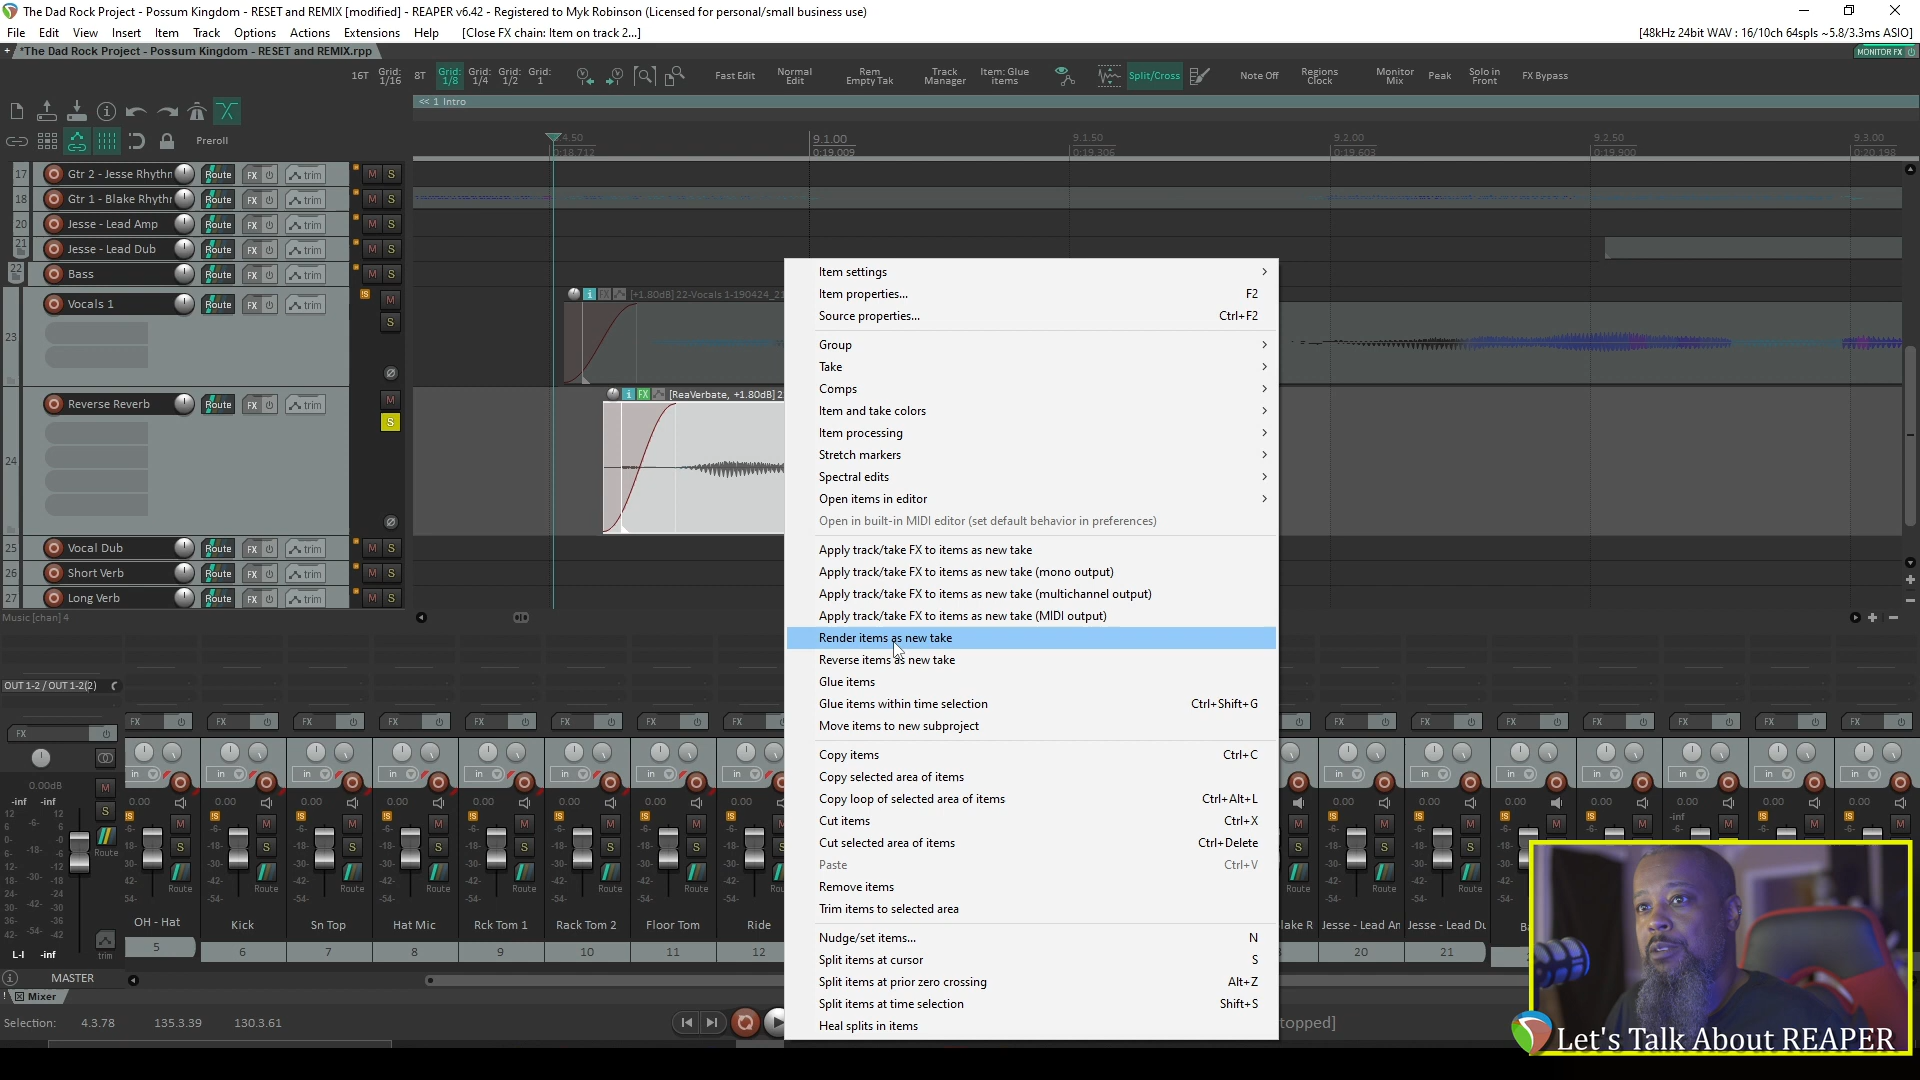 The Dad Rock Project - Possum Kingdom - RESET and REMIX [modified] - REAPER v6.42 - Registered to Myk Robinson (Licensed for personal/small business use)
File Edit View Insert Item Track Options Actions Extensions Help [Close FX chain: Item on track 2...]
[48kHz 24bit WAV : 16/10ch 64spls ~5.8/3.3ms ASIO]
*The Dad Rock Project - Possum Kingdom - RESET and REMIX.rpp
MONITOR FX
16T Grid: 1/16 8T Grid: 1/8 Grid: 1/4 Grid: 1/2 Grid: 1
Fast Edit Normal Edit Rem Empty Tak Track Manager Item: Glue items Split/Cross Note Off Regions Clock Monitor Mix Peak Solo in Front FX Bypass
<< 1 Intro
Preroll
4.50 9.1.00 9.1.50 9.2.00 9.2.50 9.3.00
0:18.712 0:19.009 0:19.306 0:19.603 0:19.900 0:20.198
17 Gtr 2 - Jesse Rhythm Route FX trim M S
18 Gtr 1 - Blake Rhythm Route FX trim M S
20 Jesse - Lead Amp Route FX trim M S
21 Jesse - Lead Dub Route FX trim M S
22 Bass Route FX trim M S
23 Vocals 1 Route FX trim M S
[+1.80dB] 22-Vocals 1-190424_21
24 Reverse Reverb Route FX trim M S
FX [ReaVerbate, +1.80dB] 2
25 Vocal Dub Route FX trim M S
26 Short Verb Route FX trim M S
27 Long Verb Route FX trim M S
Music [chan] 4
Item settings
Item properties... F2
Source properties... Ctrl+F2
Group
Take
Comps
Item and take colors
Item processing
Stretch markers
Spectral edits
Open items in editor
Open in built-in MIDI editor (set default behavior in preferences)
Apply track/take FX to items as new take
Apply track/take FX to items as new take (mono output)
Apply track/take FX to items as new take (multichannel output)
Apply track/take FX to items as new take (MIDI output)
Render items as new take
Reverse items as new take
Glue items
Glue items within time selection Ctrl+Shift+G
Move items to new subproject
Copy items Ctrl+C
Copy selected area of items
Copy loop of selected area of items Ctrl+Alt+L
Cut items Ctrl+X
Cut selected area of items Ctrl+Delete
Paste Ctrl+V
Remove items
Trim items to selected area
Nudge/set items... N
Split items at cursor S
Split items at prior zero crossing Alt+Z
Split items at time selection Shift+S
Heal splits in items
OUT 1-2 / OUT 1-2(2)
FX
0.00dB
-inf -inf
M
S
Route
trim
L-I -inf
MASTER
OH - Hat Kick Sn Top Hat Mic Rck Tom 1 Rack Tom 2 Floor Tom Ride
5 6 7 8 9 10 11 12
Jesse - Lead Am Jesse - Lead Du
20 21
Mixer
Selection: 4.3.78 135.3.39 130.3.61
topped]
Let's Talk About REAPER